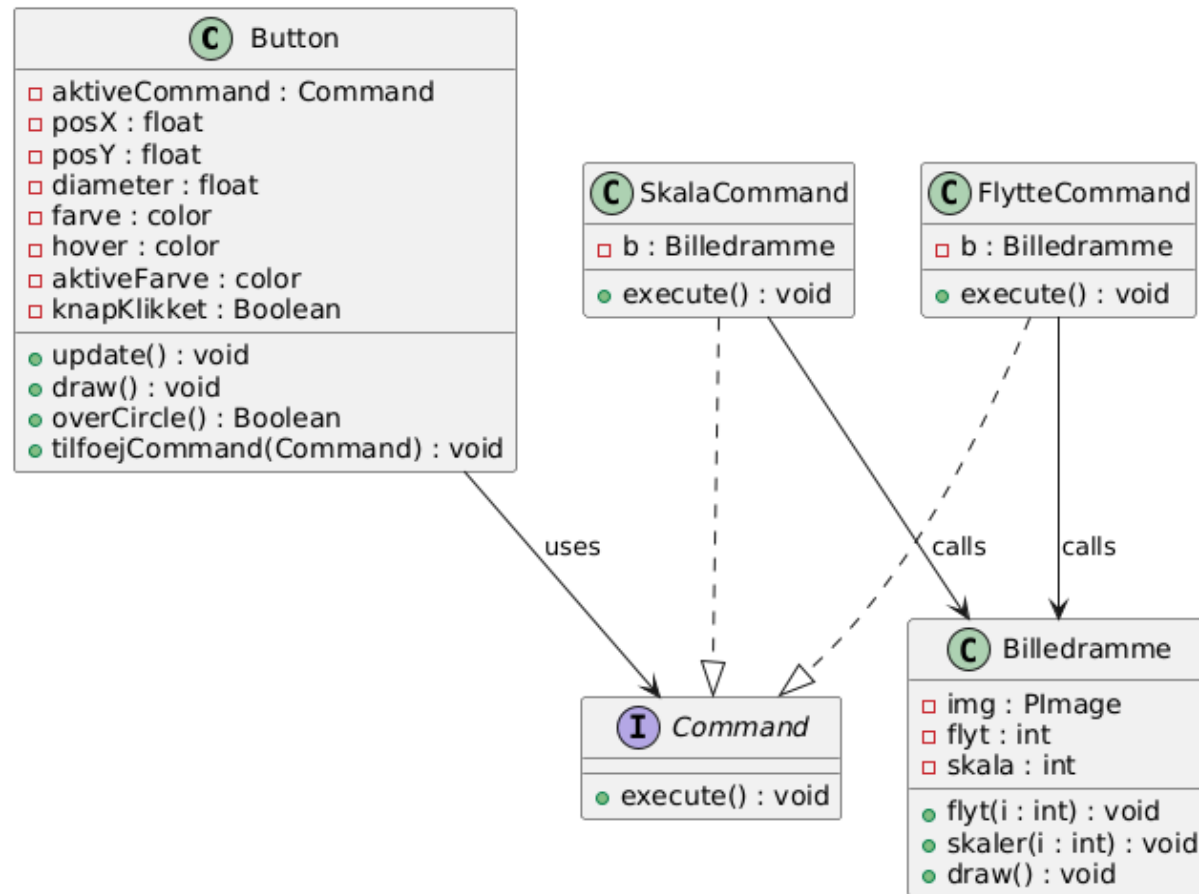 C Button
aktiveCommand : Command
posX : float
posY : float
diameter : float
farve : color
hover : color
aktiveFarve : color
knapKlikket : Boolean
update() : void
draw() : void
overCircle() : Boolean
tilfoejCommand(Command) : void
C SkalaCommand
b : Billedramme
execute() : void
C FlytteCommand
b : Billedramme
execute() : void
uses
calls
calls
I Command
execute() : void
C Billedramme
img : PImage
flyt : int
skala : int
flyt(i : int) : void
skaler(i : int) : void
draw() : void